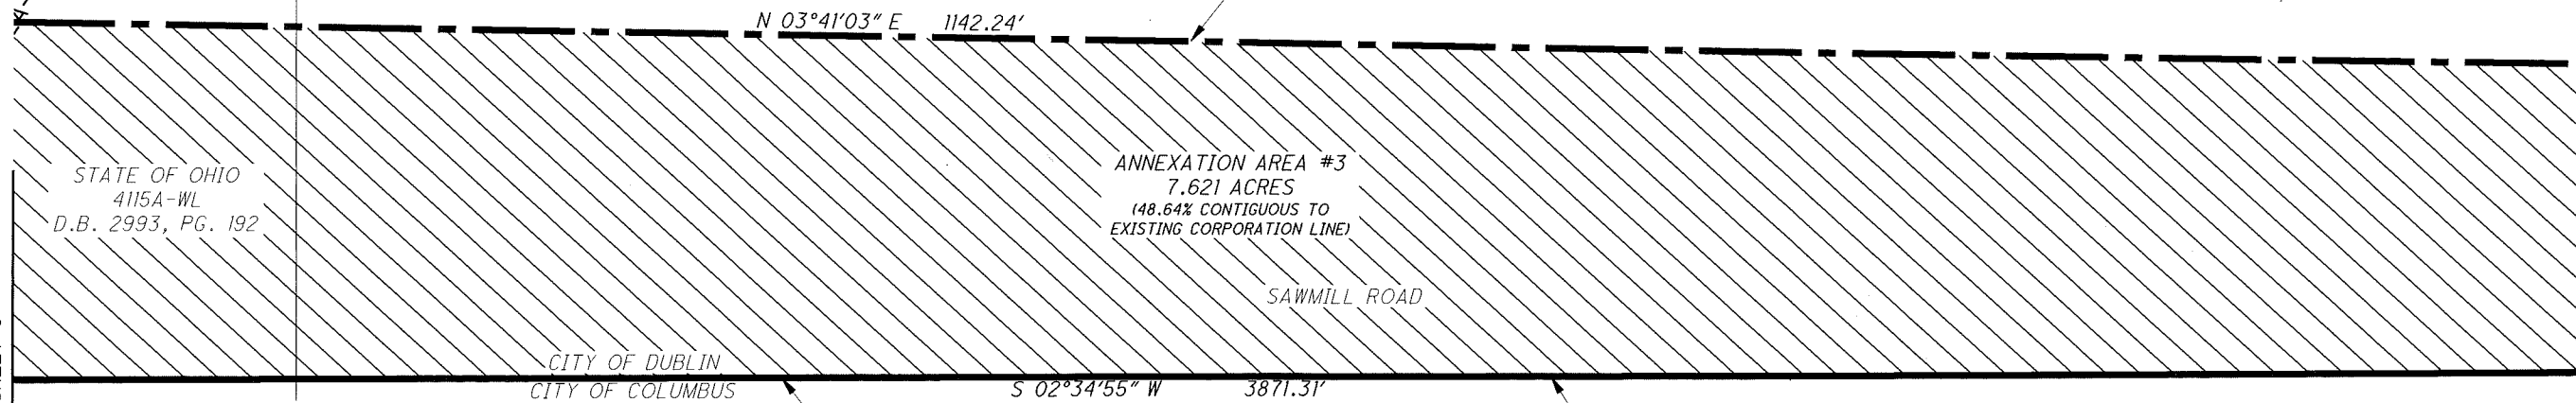 N 03°41'03" E 1142.24'
STATE OF OHIO
4115A-WL
D.B. 2993, PG. 192
ANNEXATION AREA #3
7.621 ACRES
(48.64% CONTIGUOUS TO
EXISTING CORPORATION LINE)
SAWMILL ROAD
CITY OF DUBLIN
CITY OF COLUMBUS
S 02°34'55" W 3871.31'